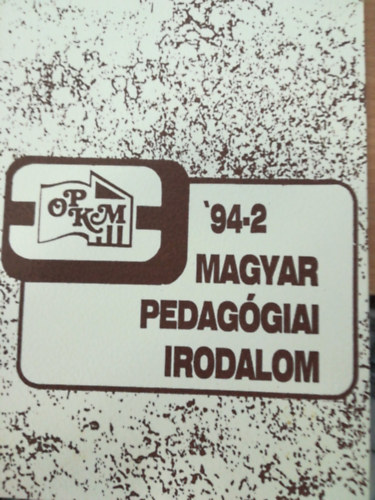 OPKM
'94-2
MAGYAR
PEDAGÓGIAI
IRODALOM